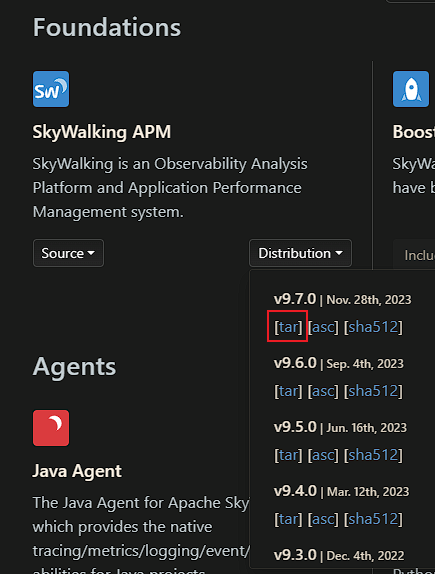 Foundations
SW
SkyWalking APM
SkyWalking is an Observability Analysis
Platform and Application Performance
Management system.
Source
Distribution
v9.7.0 | Nov. 28th, 2023
[tar] [asc] [sha512]
v9.6.0 | Sep. 4th, 2023
[tar] [asc] [sha512]
v9.5.0 | Jun. 16th, 2023
[tar] [asc] [sha512]
v9.4.0 | Mar. 12th, 2023
[tar] [asc] [sha512]
v9.3.0 | Dec. 4th, 2022
Boost
SkyWa
have b
Inclu
Agents
Java Agent
The Java Agent for Apache Sky
which provides the native
tracing/metrics/logging/event/
abilities for Java projects.